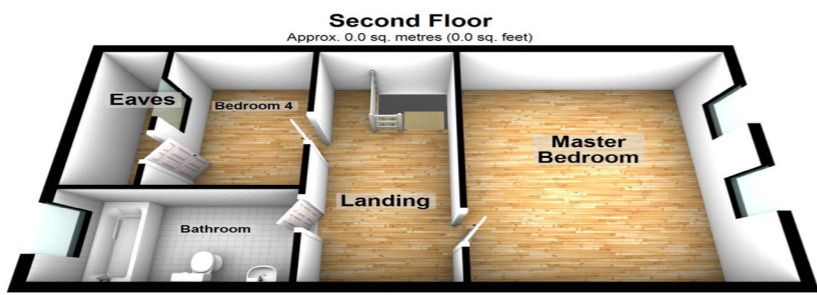 Second Floor
Approx. 0.0 sq. metres (0.0 sq. feet)
Eaves
Bedroom 4
Master
Bedroom
Landing
Bathroom